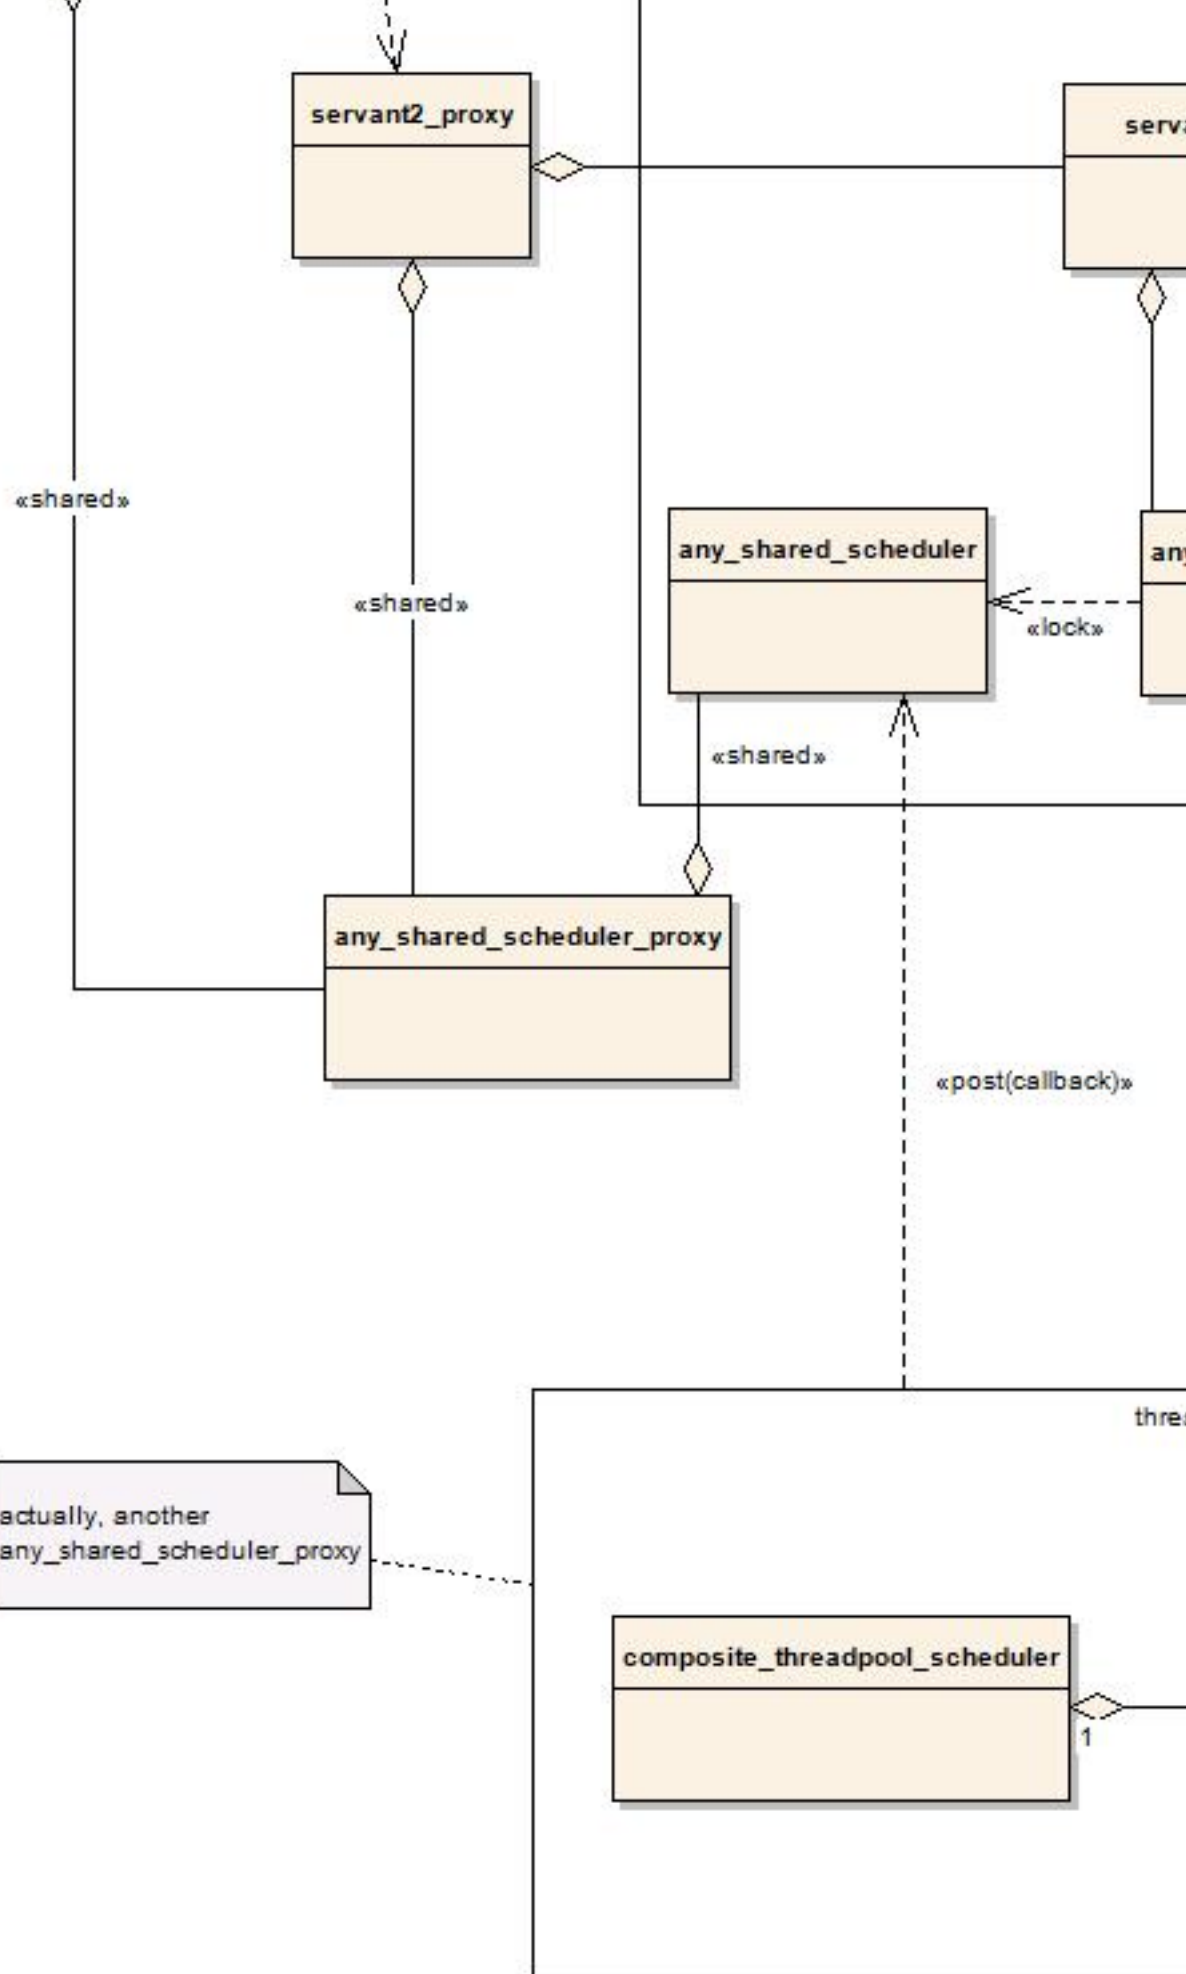 servant2_proxy
«shared»
any_shared_scheduler
«shared»
«lock»
«shared»
any_shared_scheduler_proxy
«post(callback)»
actually, another
any_shared_scheduler_proxy
composite_threadpool_scheduler
1